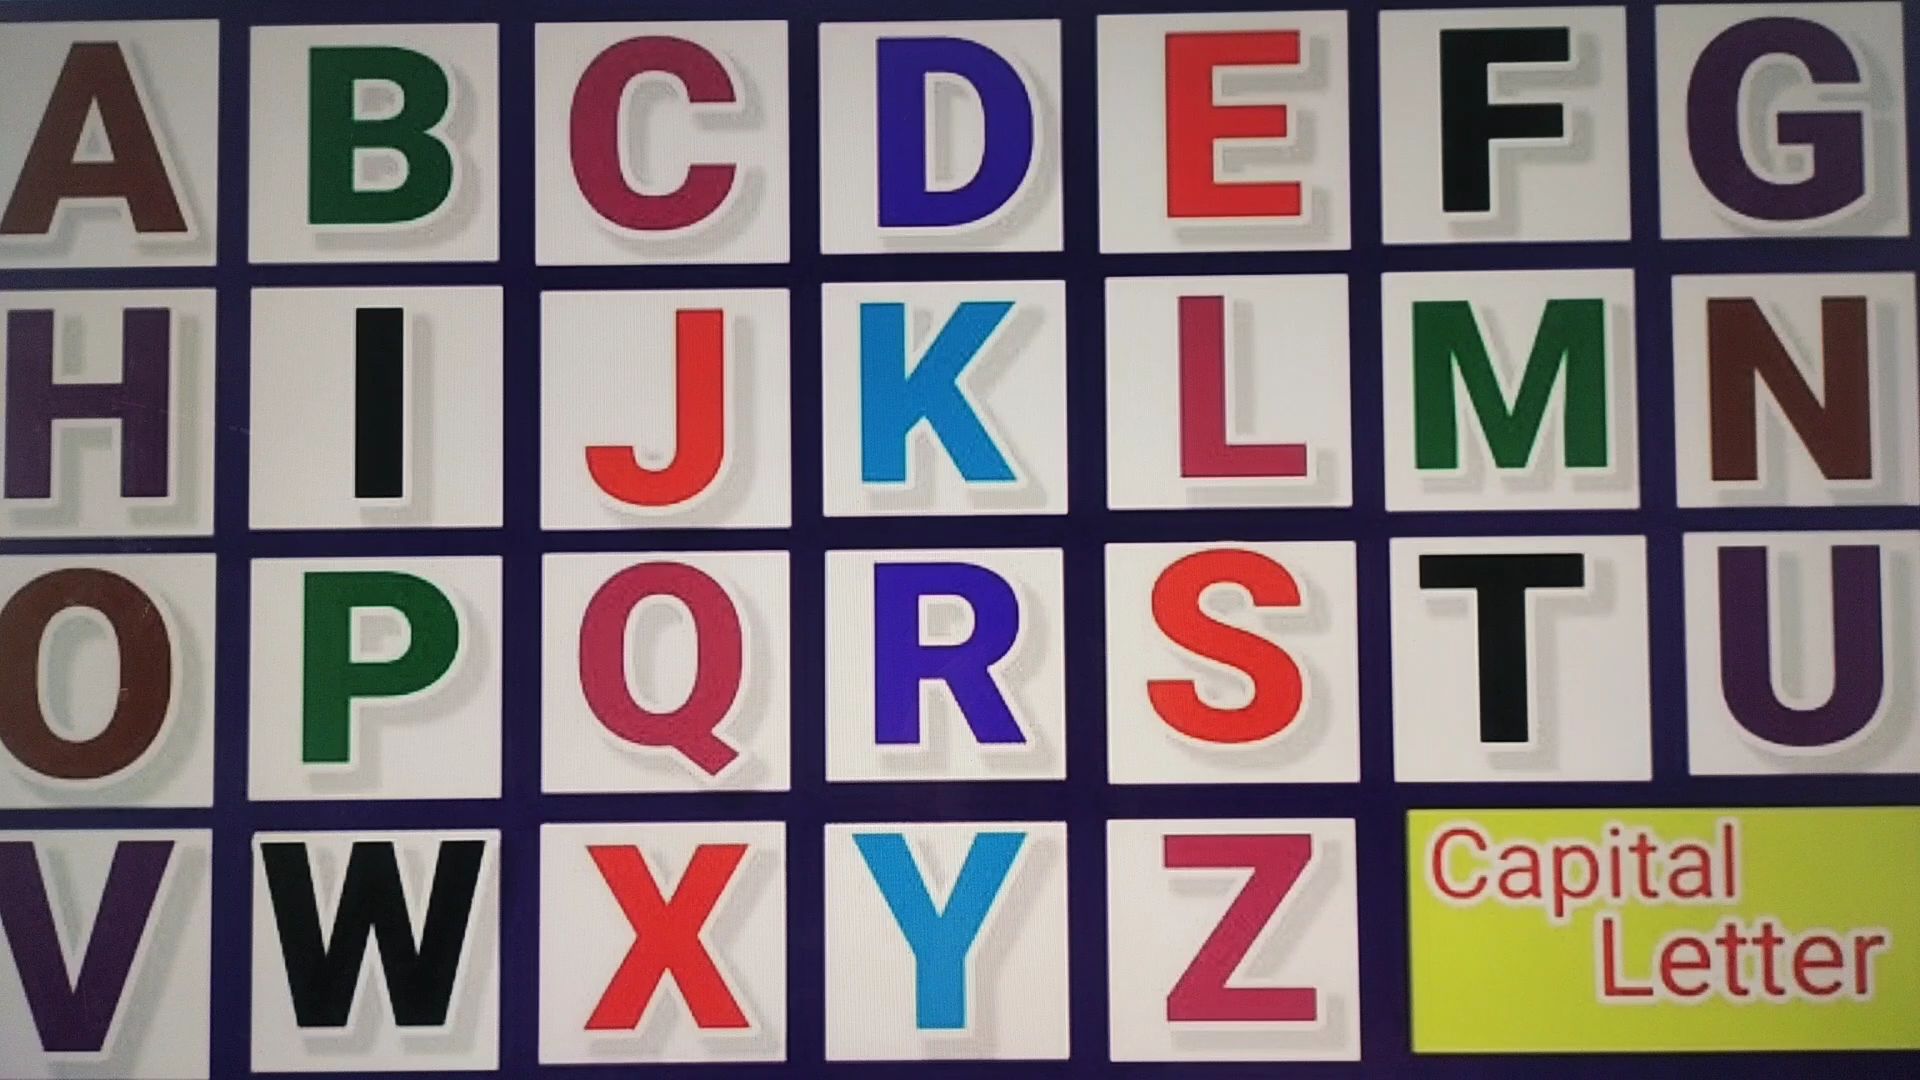 A B C D E F G
H I J K L M N
O P Q R S T U
V W X Y Z
Capital
Letter